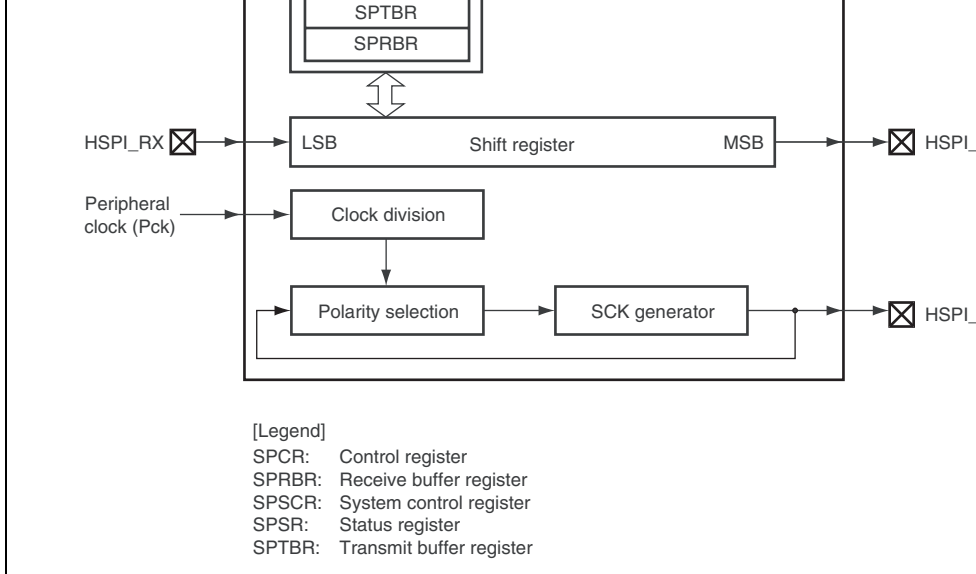 SPTBR
SPRBR
HSPI_RX
LSB
Shift register
MSB
HSPI_
Peripheral
clock (Pck)
Clock division
Polarity selection
SCK generator
HSPI_
[Legend]
SPCR: Control register
SPRBR: Receive buffer register
SPSCR: System control register
SPSR: Status register
SPTBR: Transmit buffer register